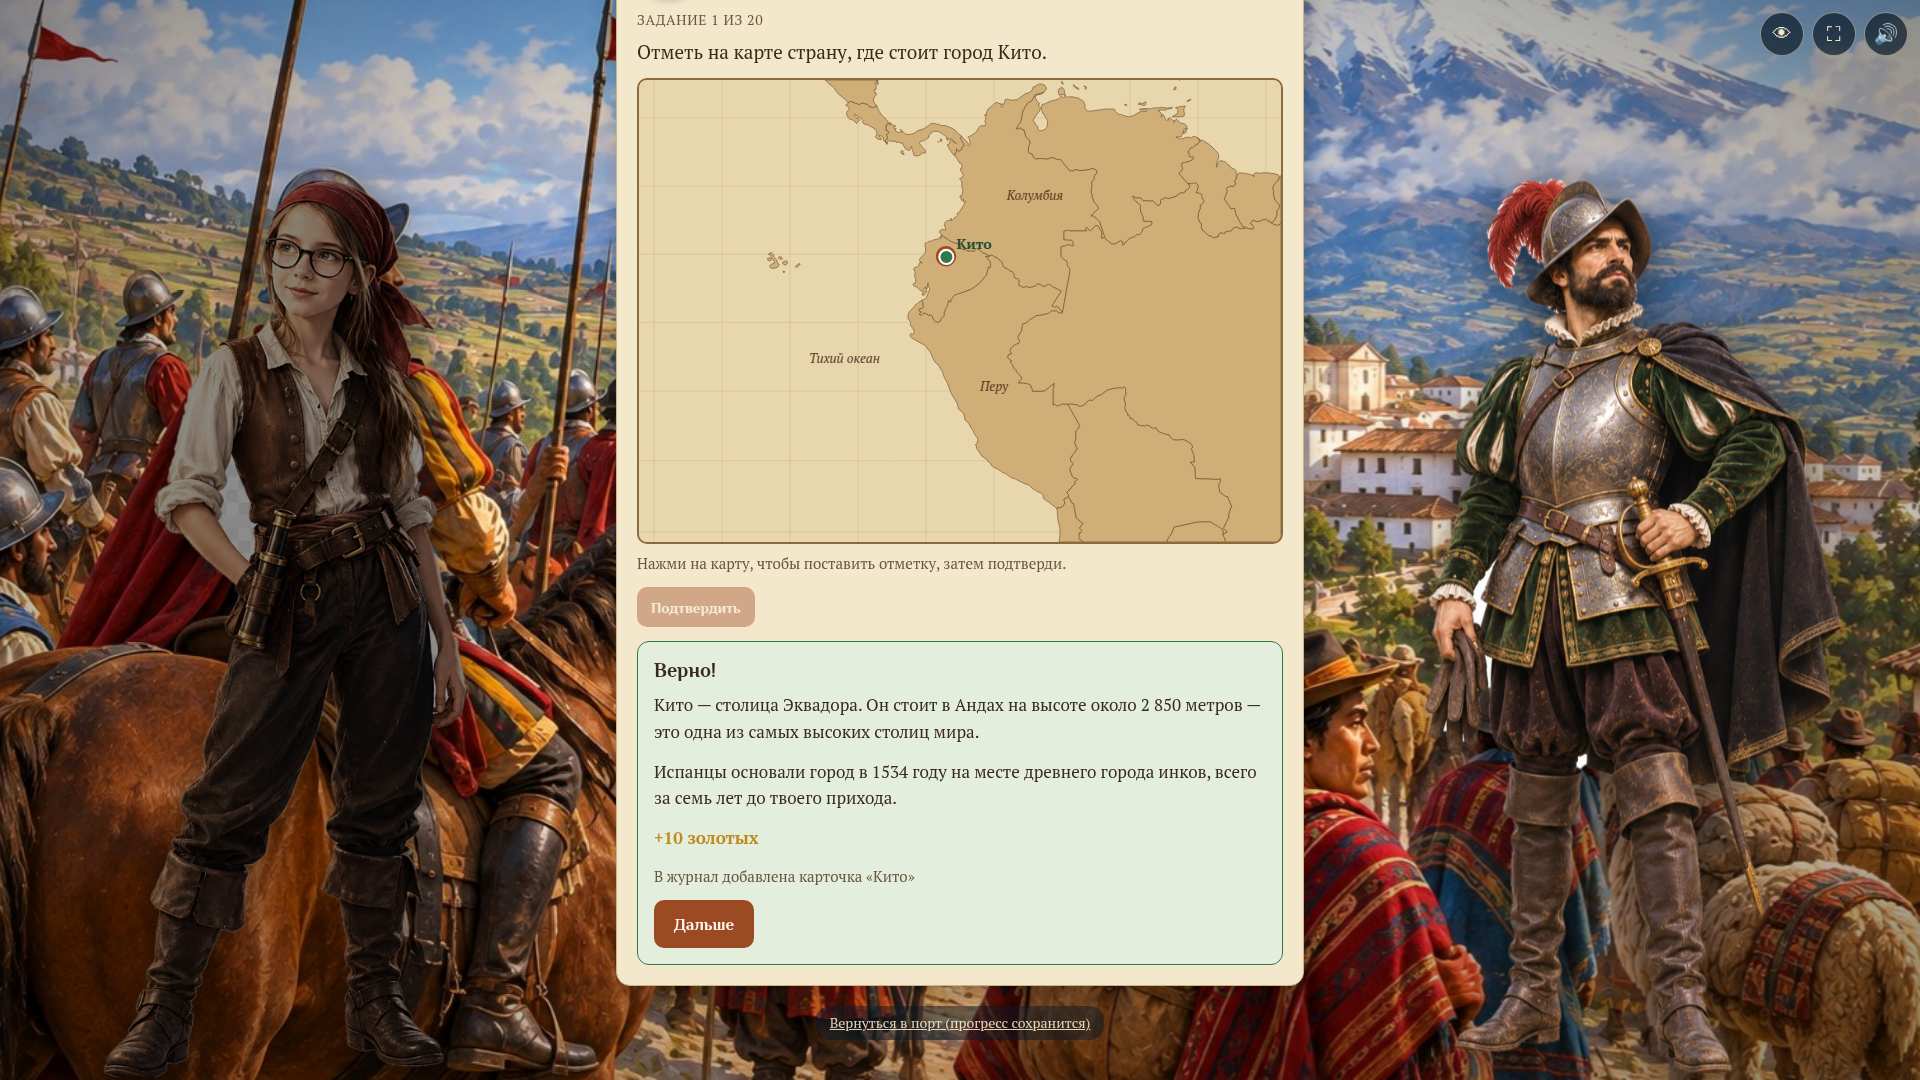 ЗАДАНИЕ 1 ИЗ 20
Отметь на карте страну, где стоит город Кито.
Колумбия
Кито
Тихий океан
Перу
Нажми на карту, чтобы поставить отметку, затем подтверди.
Подтвердить
Верно!
Кито — столица Эквадора. Он стоит в Андах на высоте около 2 850 метров —
это одна из самых высоких столиц мира.
Испанцы основали город в 1534 году на месте древнего города инков, всего
за семь лет до твоего прихода.
+10 золотых
В журнал добавлена карточка «Кито»
Дальше
Вернуться в порт (прогресс сохранится)